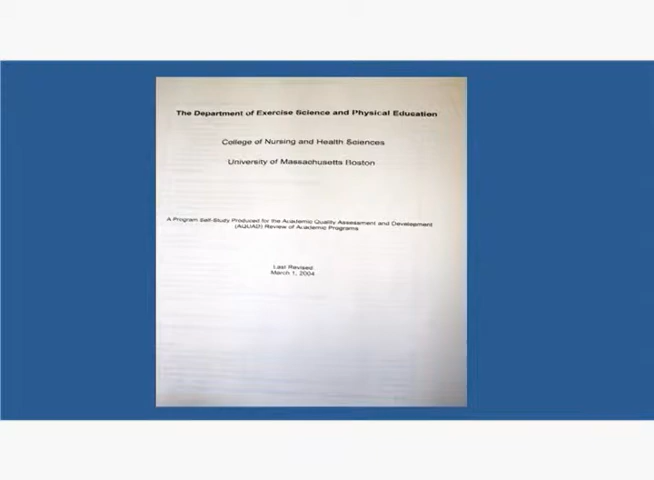 The Department of Exercise Science and Physical Education
College of Nursing and Health Sciences
University of Massachusetts Boston
A Program Self-Study Produced for the Academic Quality Assessment and Development
(AQUAD) Review of Academic Programs
Last Revised
March 1, 2004